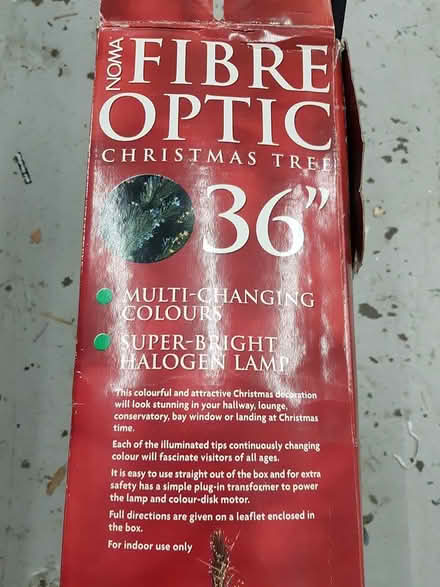 NOMA
FIBRE
OPTIC
CHRISTMAS TREE
36"
MULTI-CHANGING
COLOURS
SUPER-BRIGHT
HALOGEN LAMP
This colourful and attractive Christmas decoration
will look stunning in your hallway, lounge,
conservatory, bay window or landing at Christmas
time.
Each of the illuminated tips continuously changing
colour will fascinate visitors of all ages.
It is easy to use straight out of the box and for extra
safety has a simple plug-in transformer to power
the lamp and colour-disk motor.
Full directions are given on a leaflet enclosed in
the box.
For indoor use only